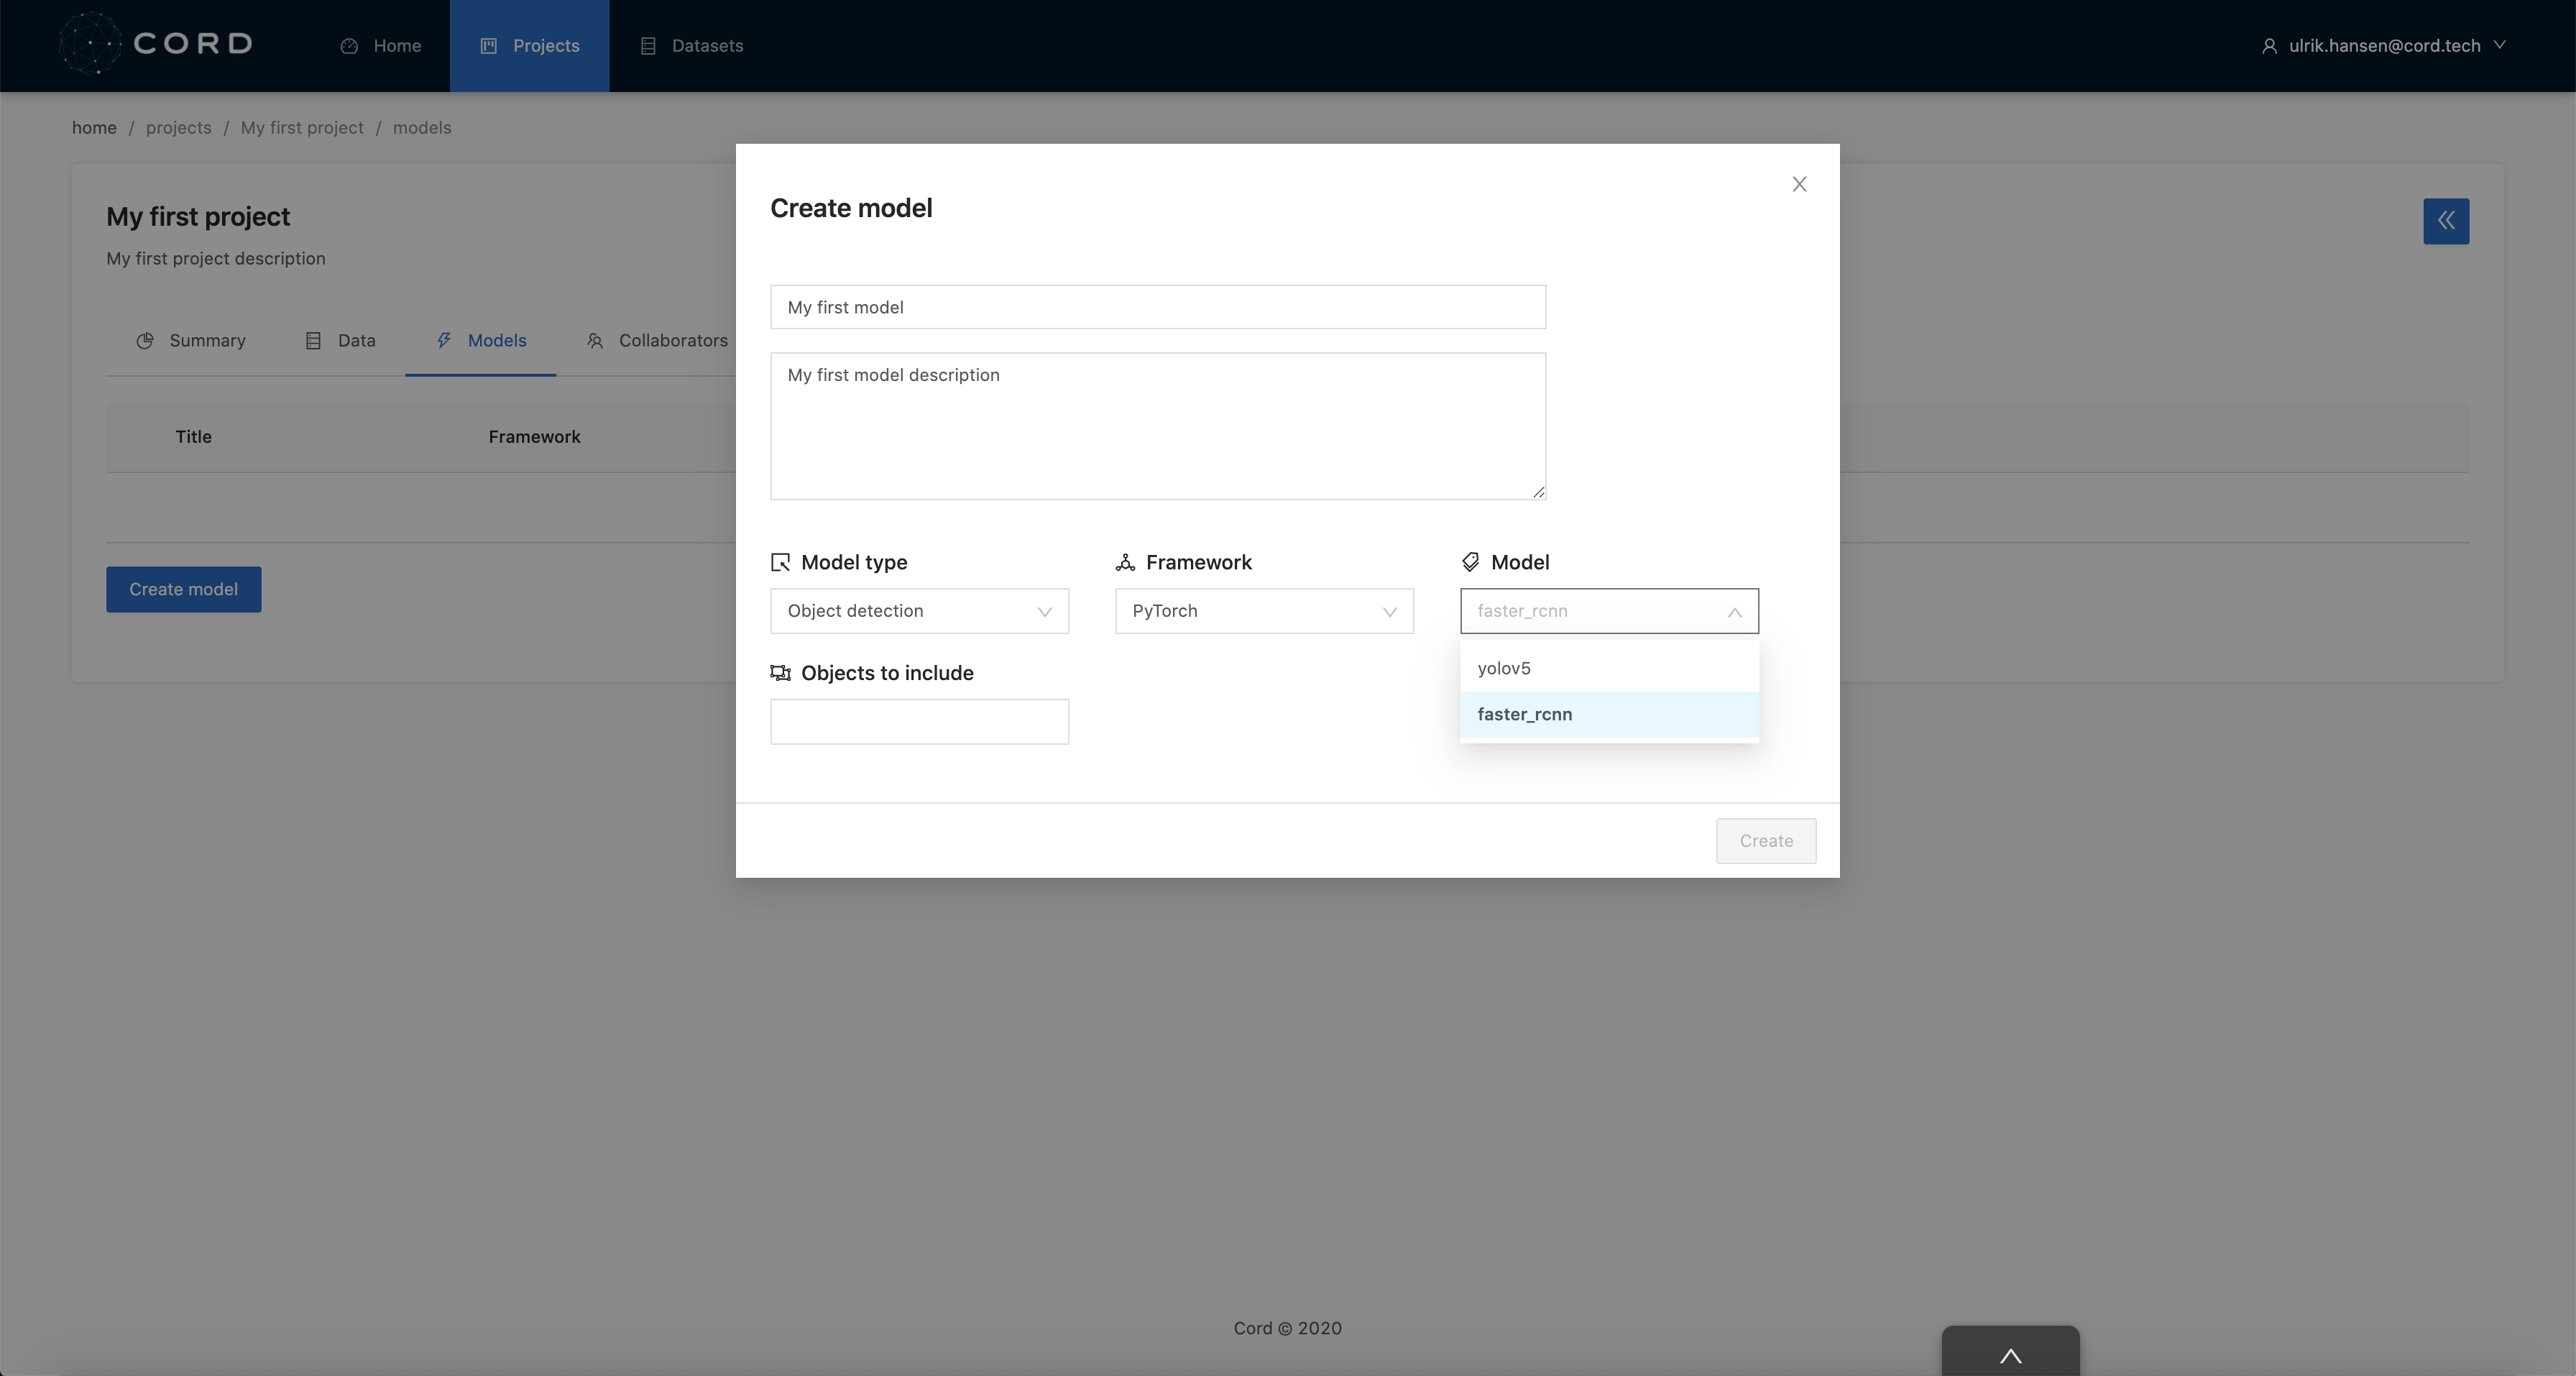 CORD Home Projects Datasets ulrik.hansen@cord.tech
home / projects / My first project / models
My first project
My first project description
Summary Data Models Collaborators
Title Framework
Create model
Create model
My first model
My first model description
Model type Framework Model
Object detection PyTorch faster_rcnn
yolov5
faster_rcnn
Objects to include
Create
Cord © 2020